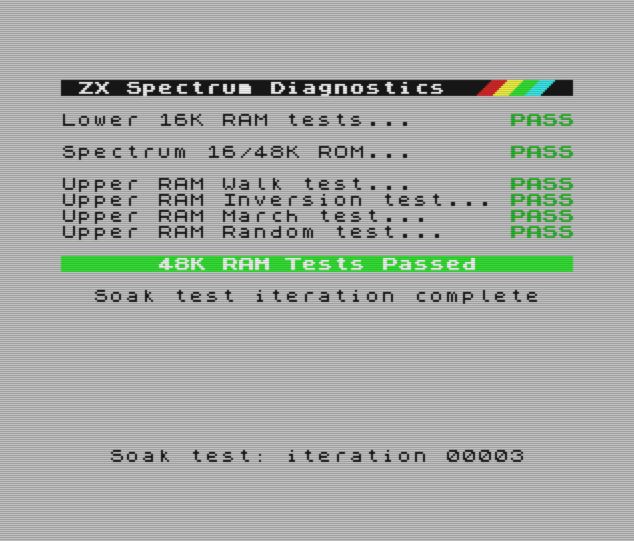 ZX Spectrum Diagnostics
Lower 16K RAM tests... PASS
Spectrum 16/48K ROM... PASS
Upper RAM Walk test... PASS
Upper RAM Inversion test... PASS
Upper RAM March test... PASS
Upper RAM Random test... PASS
48K RAM Tests Passed
Soak test iteration complete
Soak test: iteration 00003